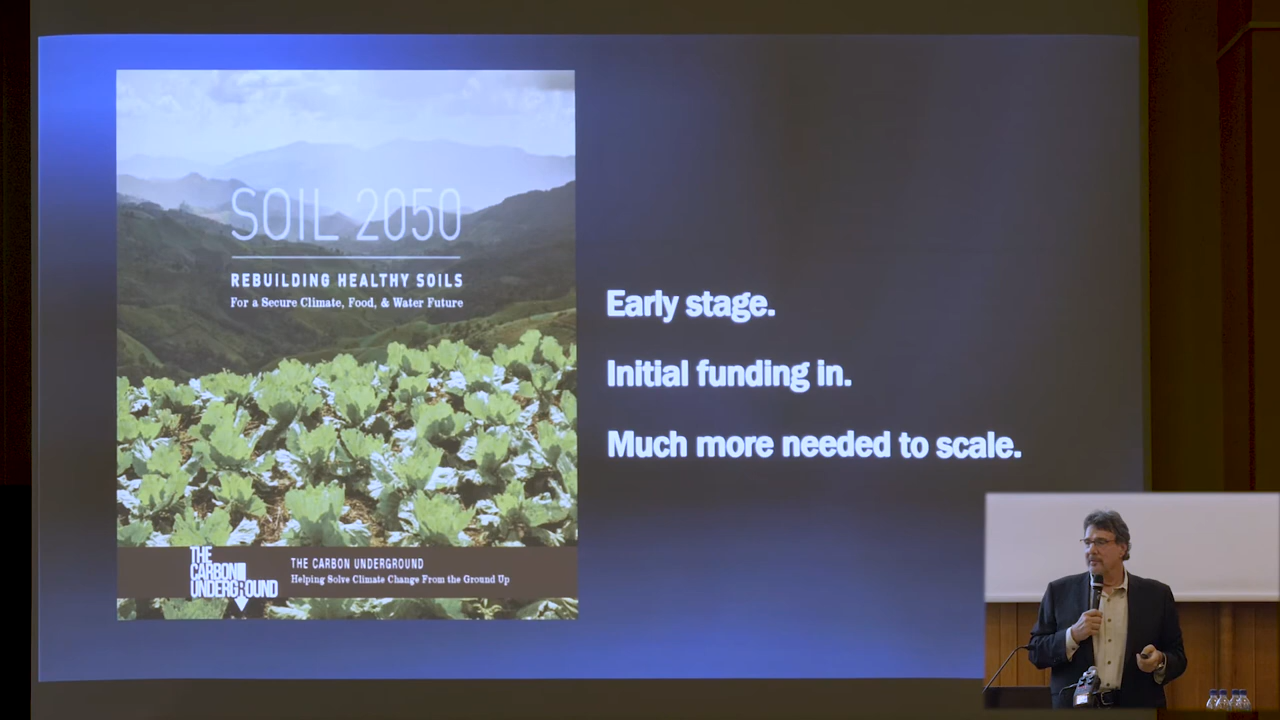 SOIL 2050
REBUILDING HEALTHY SOILS
For a Secure Climate, Food, & Water Future
THE
CARBON
UNDERGROUND
THE CARBON UNDERGROUND
Helping Solve Climate Change From the Ground Up
Early stage.
Initial funding in.
Much more needed to scale.